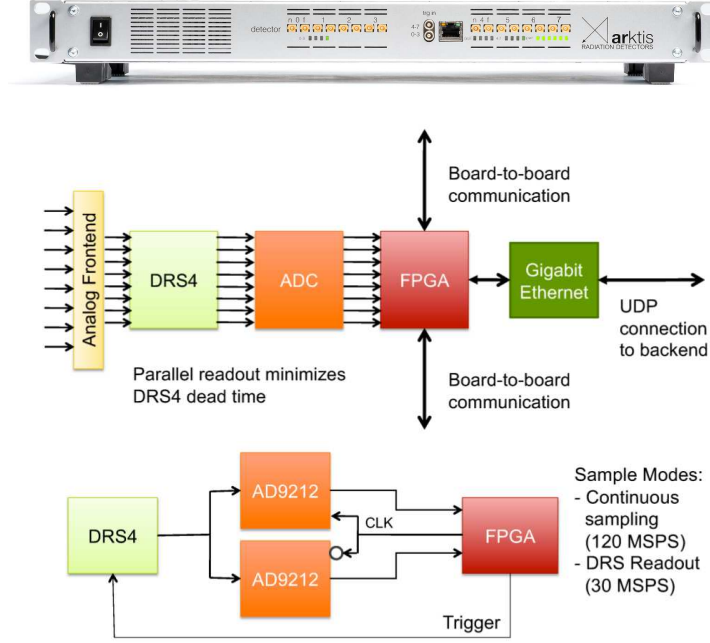 detector
n 0 f 1 2 3
trg in
4-7
0-3
n 4 f 5 6 7
arktis
RADIATION DETECTORS
Board-to-board
communication
Analog Frontend
DRS4
ADC
FPGA
Gigabit
Ethernet
UDP
connection
to backend
Parallel readout minimizes
DRS4 dead time
Board-to-board
communication
AD9212
DRS4
CLK
FPGA
AD9212
Trigger
Sample Modes:
- Continuous
sampling
(120 MSPS)
- DRS Readout
(30 MSPS)